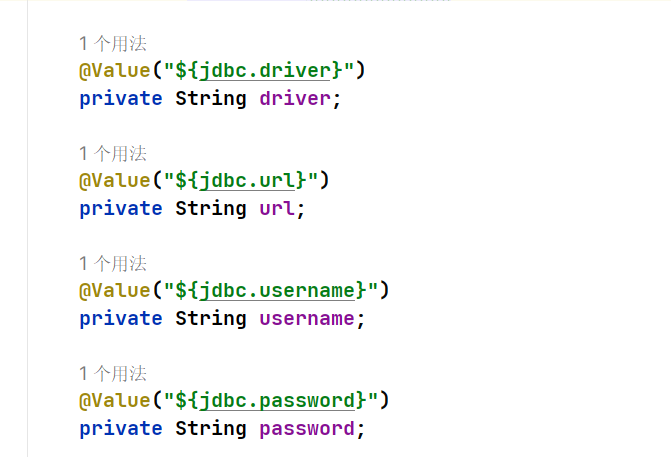 1 个用法
@Value("${jdbc.driver}")
private String driver;
1 个用法
@Value("${jdbc.url}")
private String url;
1 个用法
@Value("${jdbc.username}")
private String username;
1 个用法
@Value("${jdbc.password}")
private String password;